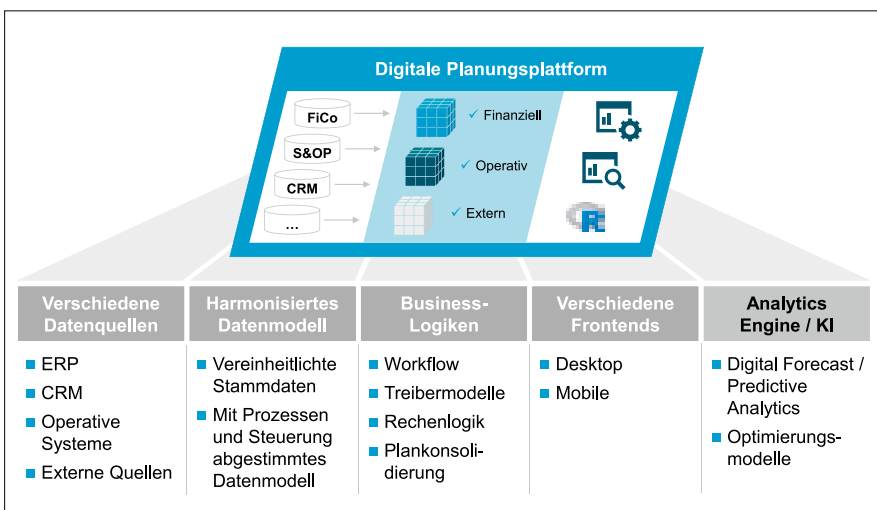 Digitale Planungsplattform
FiCo
S&OP
CRM
...
✓ Finanziell
✓ Operativ
✓ Extern
R
Verschiedene
Datenquellen
■ ERP
■ CRM
■ Operative
Systeme
■ Externe Quellen
Harmonisiertes
Datenmodell
■ Vereinheitlichte
Stammdaten
■ Mit Prozessen
und Steuerung
abgestimmtes
Datenmodell
Business-
Logiken
■ Workflow
■ Treibermodelle
■ Rechenlogik
■ Plankonsoli-
dierung
Verschiedene
Frontends
■ Desktop
■ Mobile
Analytics
Engine / KI
■ Digital Forecast /
Predictive
Analytics
■ Optimierungs-
modelle